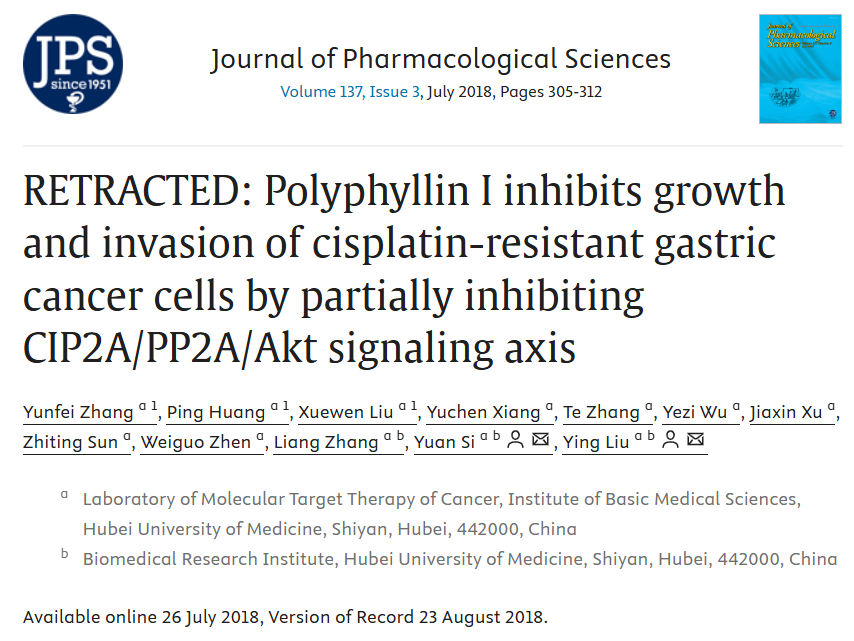 JPS
since 1951
Journal of Pharmacological Sciences
Volume 137, Issue 3, July 2018, Pages 305-312
Journal of
Pharmacological
Sciences
RETRACTED: Polyphyllin I inhibits growth
and invasion of cisplatin-resistant gastric
cancer cells by partially inhibiting
CIP2A/PP2A/Akt signaling axis
Yunfei Zhang a 1, Ping Huang a 1, Xuewen Liu a 1, Yuchen Xiang a, Te Zhang a, Yezi Wu a, Jiaxin Xu a,
Zhiting Sun a, Weiguo Zhen a, Liang Zhang a b, Yuan Si a b, Ying Liu a b
a Laboratory of Molecular Target Therapy of Cancer, Institute of Basic Medical Sciences,
Hubei University of Medicine, Shiyan, Hubei, 442000, China
b Biomedical Research Institute, Hubei University of Medicine, Shiyan, Hubei, 442000, China
Available online 26 July 2018, Version of Record 23 August 2018.